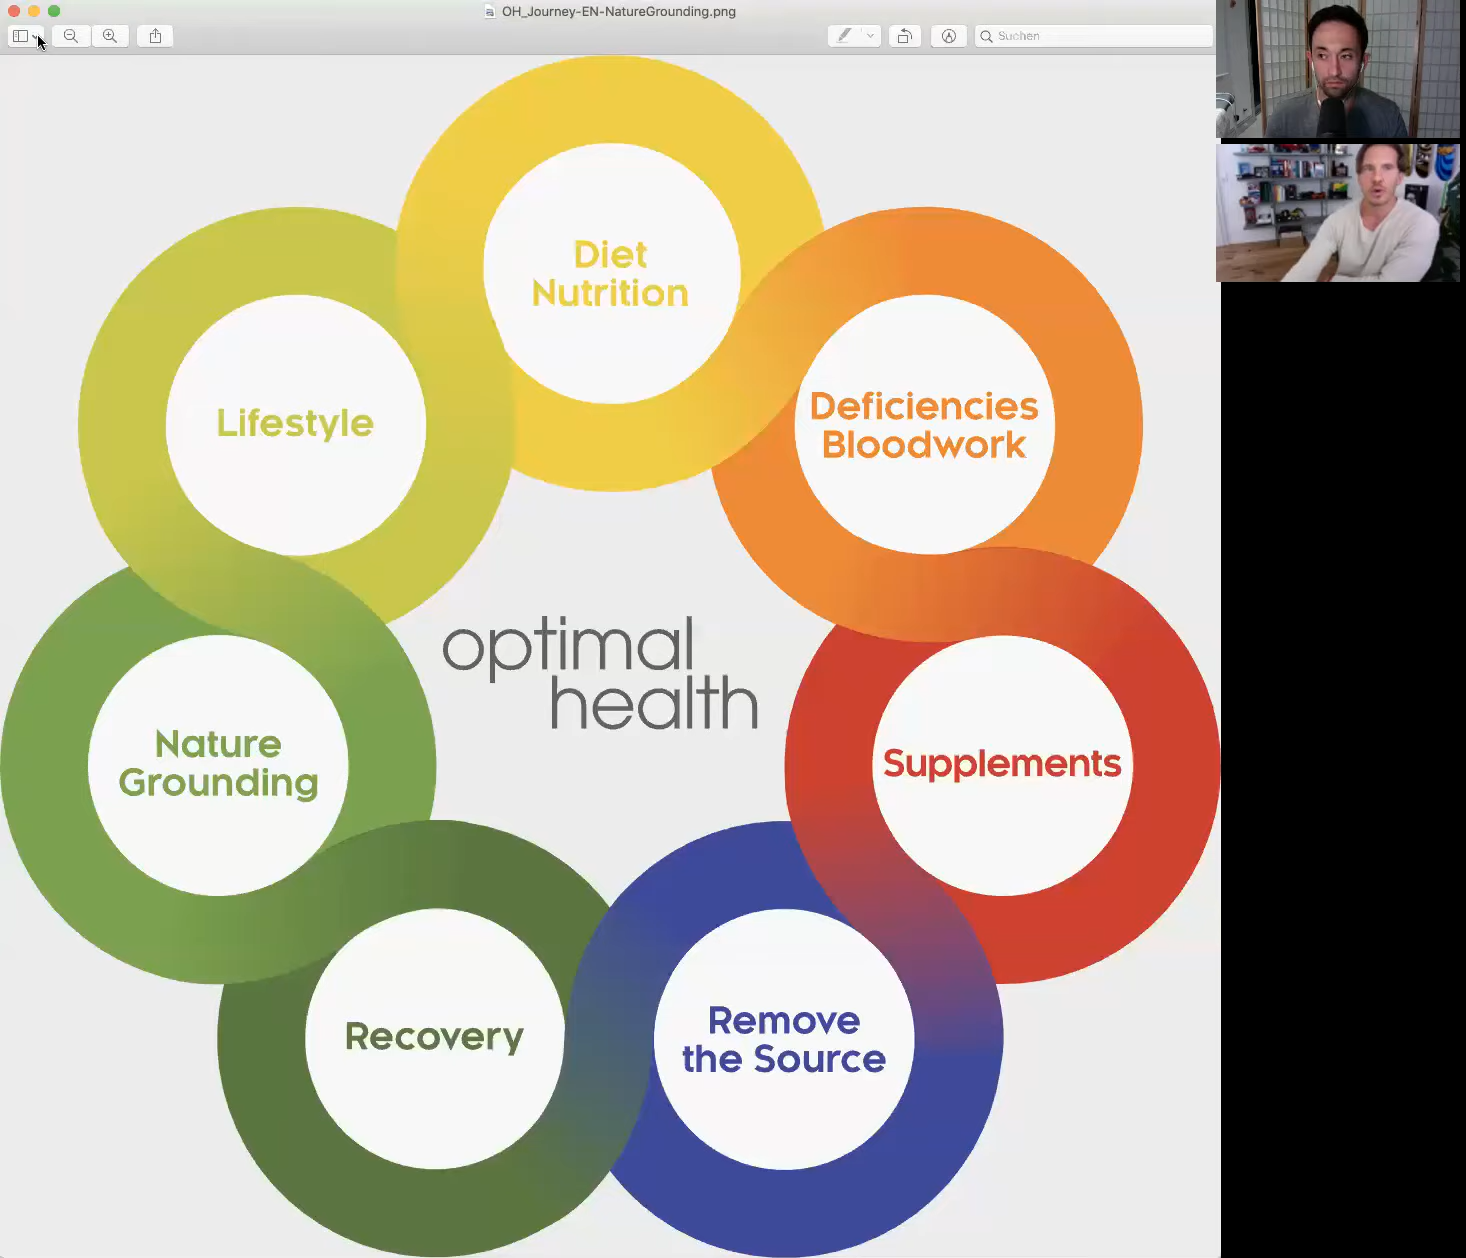 OH_Journey-EN-NatureGrounding.png
Suchen
Diet
Nutrition
Deficiencies
Bloodwork
Lifestyle
optimal
health
Nature
Grounding
Supplements
Recovery
Remove
the Source